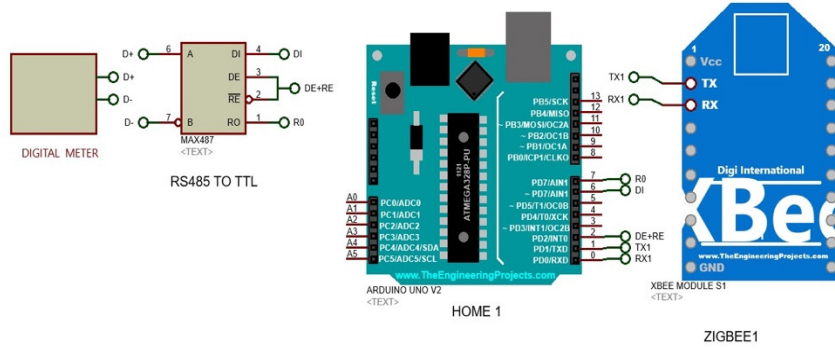 D+
D-
DIGITAL METER
D+
6
A
DI
4
DI
DE
3
RE
2
DE+RE
D-
7
B
RO
1
R0
MAX487
<TEXT>
RS485 TO TTL
Reset
1121
ATMEGA328P-PU
PB5/SCK
13
PB4/MISO
12
~ PB3/MOSI/OC2A
11
~ PB2/OC1B
10
~ PB1/OC1A
9
PB0/ICP1/CLKO
8
PD7/AIN1
7
R0
~ PD7/AIN1
6
DI
~ PD5/T1/OC0B
5
PD4/T0/XCK
4
~ PD3/INT1/OC2B
3
PD2/INT0
2
DE+RE
PD1/TXD
1
TX1
PD0/RXD
0
RX1
A0
PC0/ADC0
A1
PC1/ADC1
A2
PC2/ADC2
A3
PC3/ADC3
A4
PC4/ADC4/SDA
A5
PC5/ADC5/SCL
www.TheEngineeringProjects.com
ARDUINO UNO V2
<TEXT>
HOME 1
1
20
Vcc
TX1
TX
RX1
RX
Digi International
XBee
www.TheEngineeringProjects.com
GND
XBEE MODULE S1
<TEXT>
ZIGBEE1